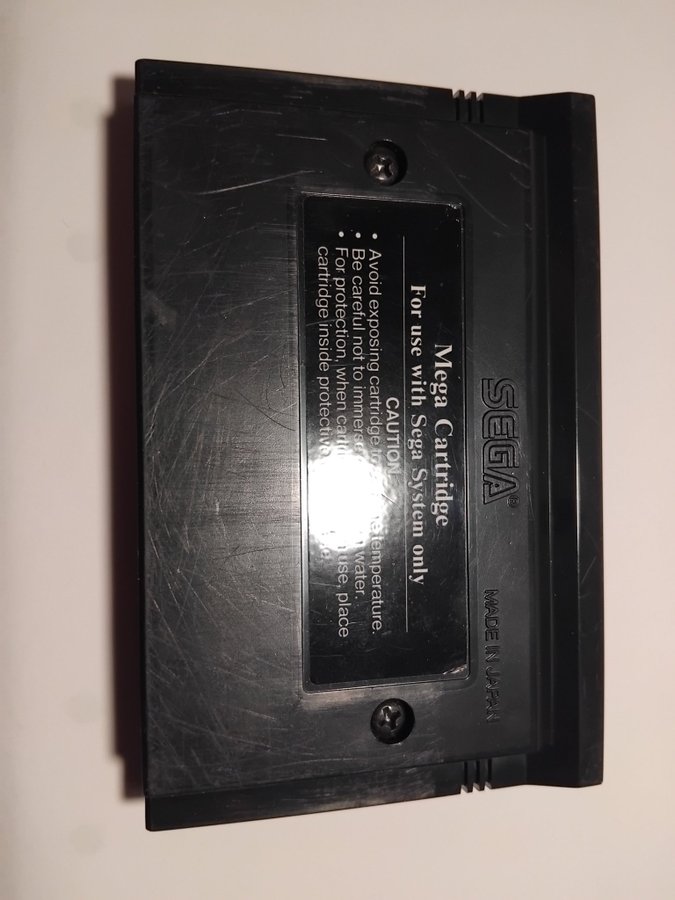 SEGA®
MADE IN JAPAN
Mega Cartridge
For use with Sega System only
CAUTION
• Avoid exposing cartridge temperature.
• Be careful not to immerse water.
• For protection, when use, place
cartridge inside protective